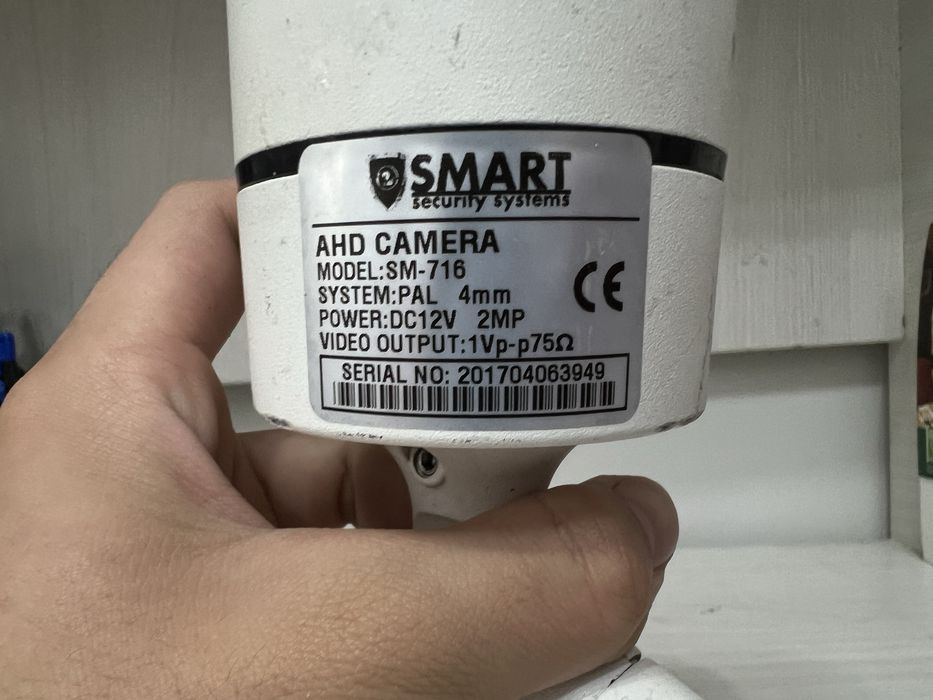 SMART
security systems
AHD CAMERA
MODEL:SM-716
SYSTEM:PAL 4mm
CE
POWER:DC12V 2MP
VIDEO OUTPUT:1Vp-p75Ω
SERIAL NO: 201704063949